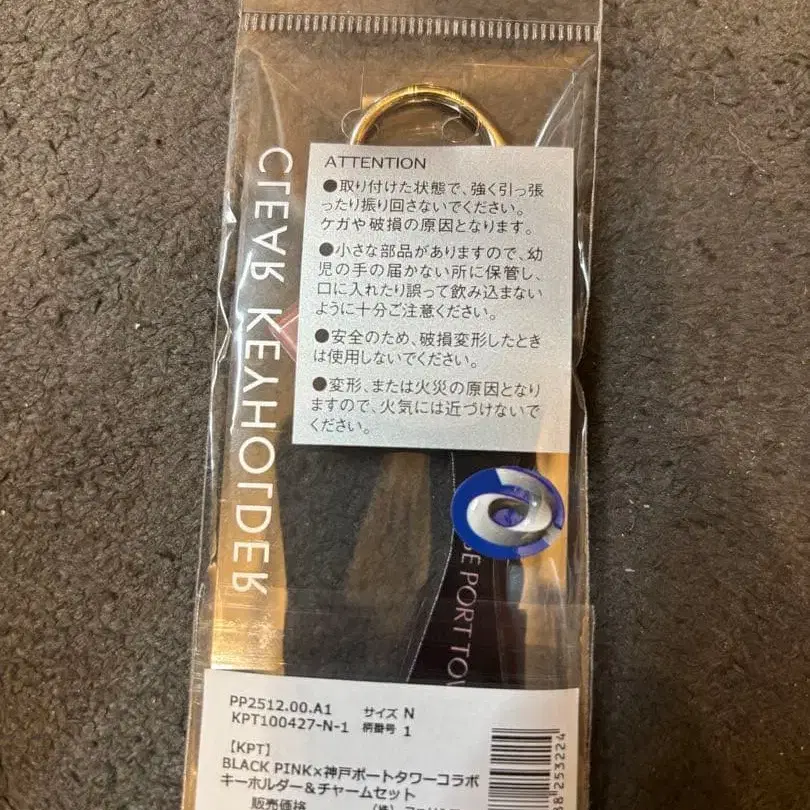 CLEAR KEYHOLDER
ATTENTION
●取り付けた状態で、強く引っ張
ったり振り回さないでください。
ケガや破損の原因となります。
●小さな部品がありますので、幼
児の手の届かない所に保管し、
口に入れたり誤って飲み込まない
ように十分ご注意ください。
●安全のため、破損変形したとき
は使用しないでください。
●変形、または火災の原因となり
ますので、火気には近づけないで
ください。
PORT TOW
PP2512.00.A1 サイズ N
KPT100427-N-1 柄番号 1
【KPT】
BLACK PINK×神戸ポートタワーコラボ
キーホルダー＆チャームセット
販売価格
8253224